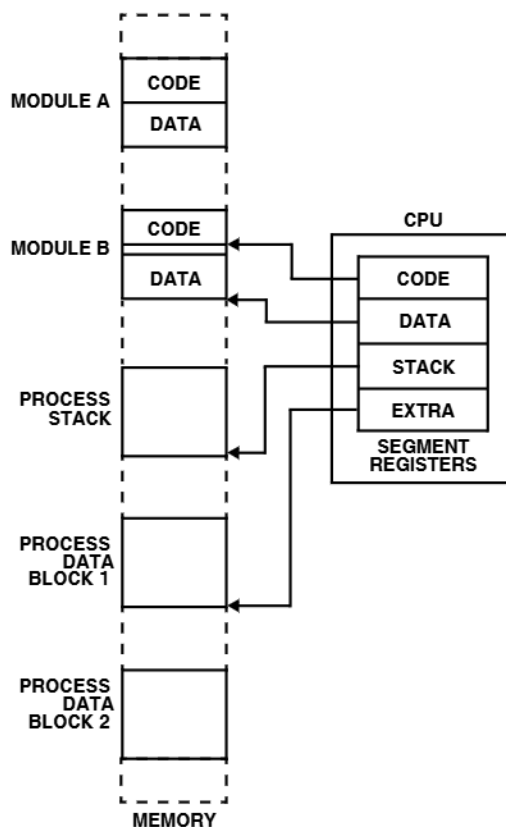 MODULE A
CODE
DATA
MODULE B
CODE
DATA
PROCESS
STACK
PROCESS
DATA
BLOCK 1
PROCESS
DATA
BLOCK 2
MEMORY
CPU
CODE
DATA
STACK
EXTRA
SEGMENT
REGISTERS